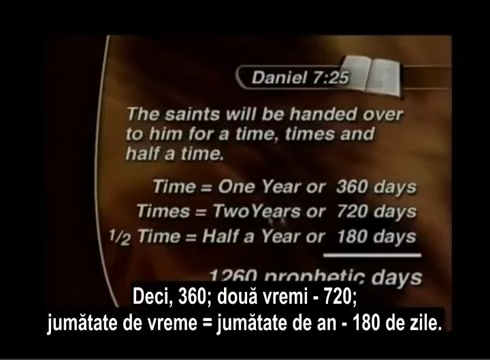 Daniel 7:25
The saints will be handed over
to him for a time, times and
half a time.
Time = One Year or 360 days
Times = Two Years or 720 days
1/2 Time = Half a Year or 180 days
1260 prophetic days
Deci, 360; două vremi - 720;
jumătate de vreme = jumătate de an - 180 de zile.